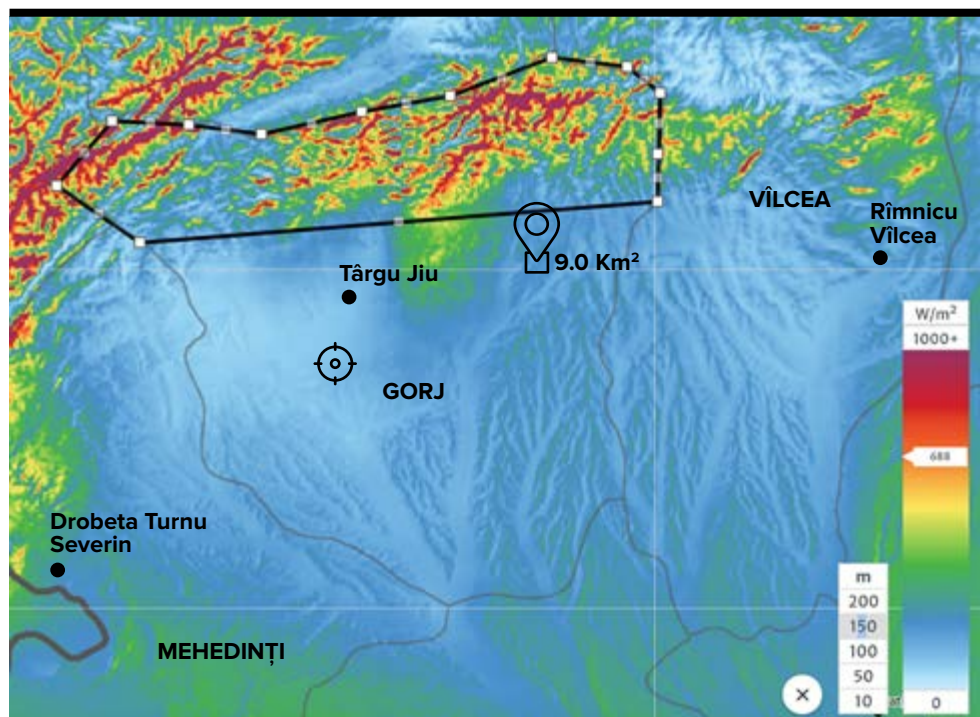 VÎLCEA
Rîmnicu
Vîlcea
9.0 Km²
Târgu Jiu
GORJ
W/m²
1000+
688
0
Drobeta Turnu
Severin
MEHEDINȚI
m
200
150
100
50
10
at